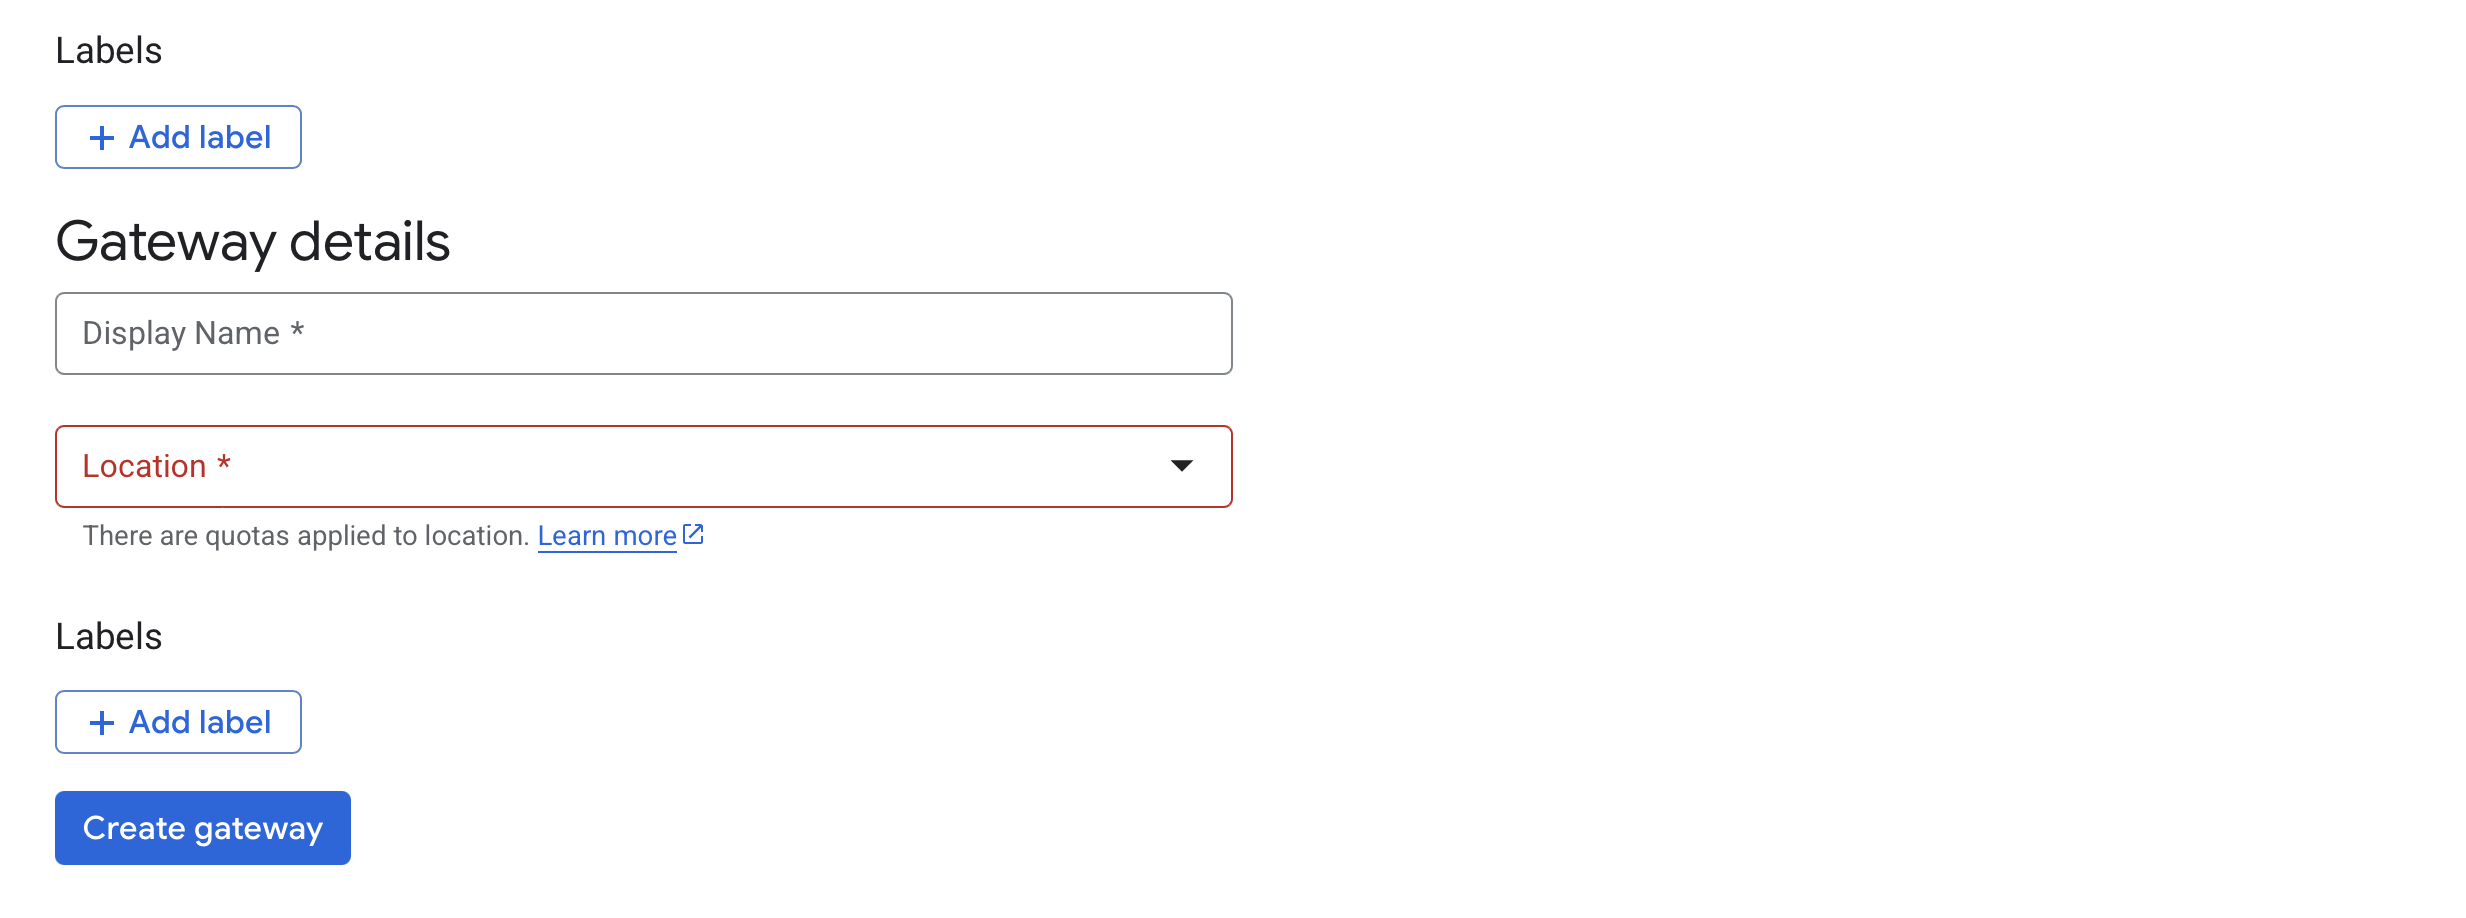 Labels
+ Add label
Gateway details
Display Name *
Location *
There are quotas applied to location. Learn more
Labels
+ Add label
Create gateway